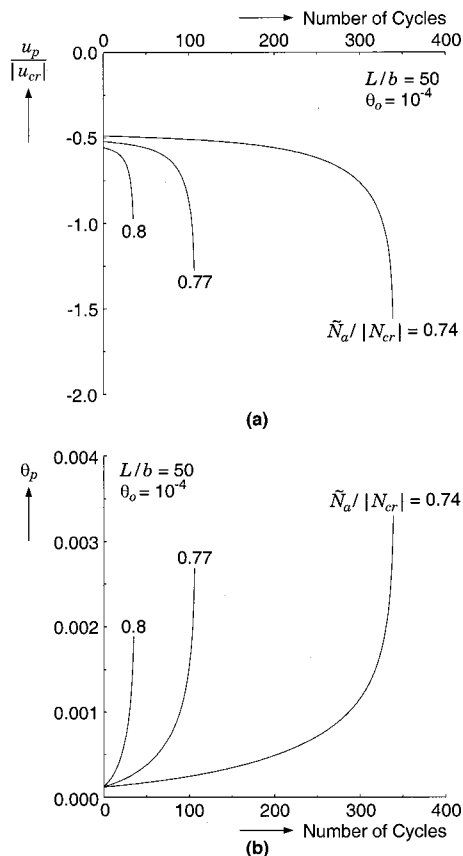 Number of Cycles
0 100 200 300 400
u_p / |u_cr|
0.0
L/b = 50
θ_o = 10^-4
-0.5
0.8
-1.0
0.77
-1.5
Ñ_a / |N_cr| = 0.74
-2.0
(a)
θ_p
0.004
L/b = 50
θ_o = 10^-4
Ñ_a / |N_cr| = 0.74
0.003
0.77
0.8
0.002
0.001
0.000
0 100 200 300 400
Number of Cycles
(b)